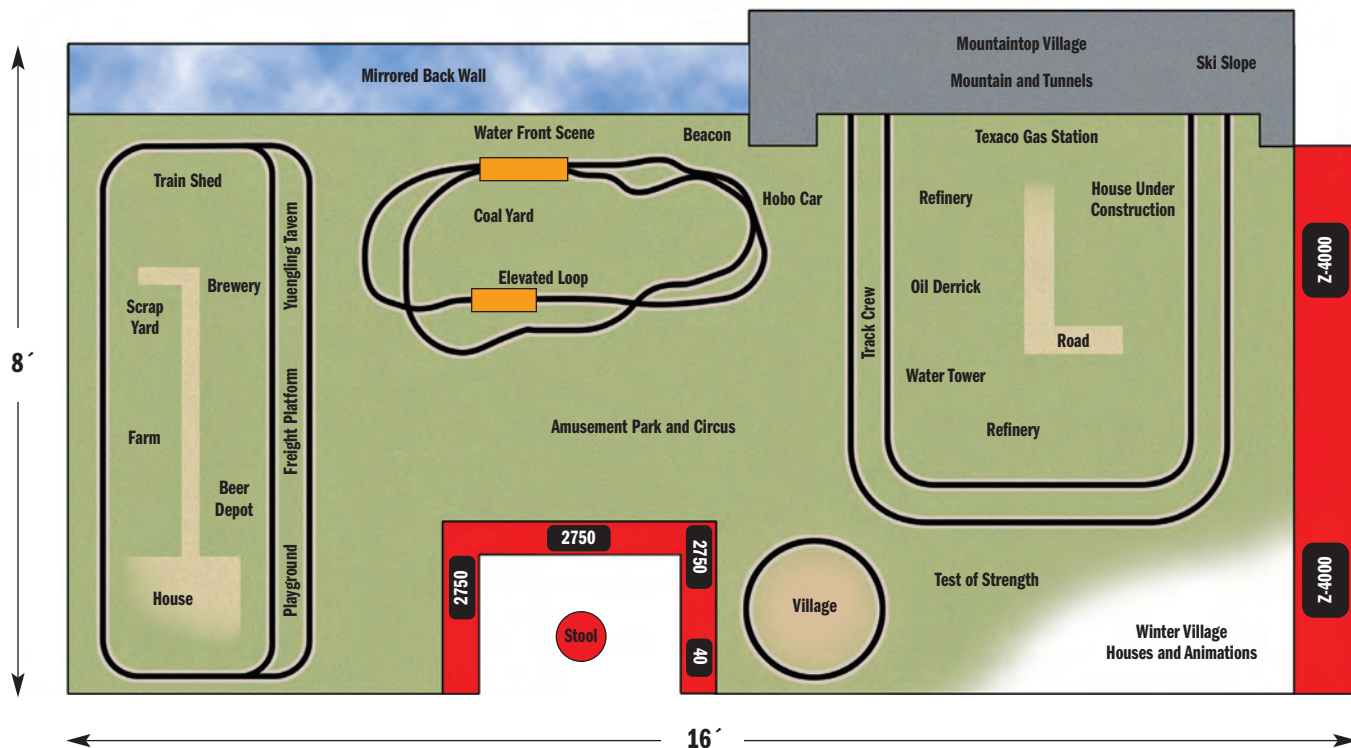 Mountaintop Village
Ski Slope
Mirrored Back Wall
Mountain and Tunnels
Water Front Scene
Beacon
Texaco Gas Station
Train Shed
Hobo Car
Refinery
House Under
Construction
Coal Yard
Yuengling Tavern
Z-4000
Elevated Loop
Brewery
Oil Derrick
Scrap
Yard
Track Crew
Road
8´
Water Tower
Farm
Freight Platform
Amusement Park and Circus
Refinery
Beer
Depot
2750
2750
2750
Playground
Z-4000
Test of Strength
House
Village
Stool
40
Winter Village
Houses and Animations
16´